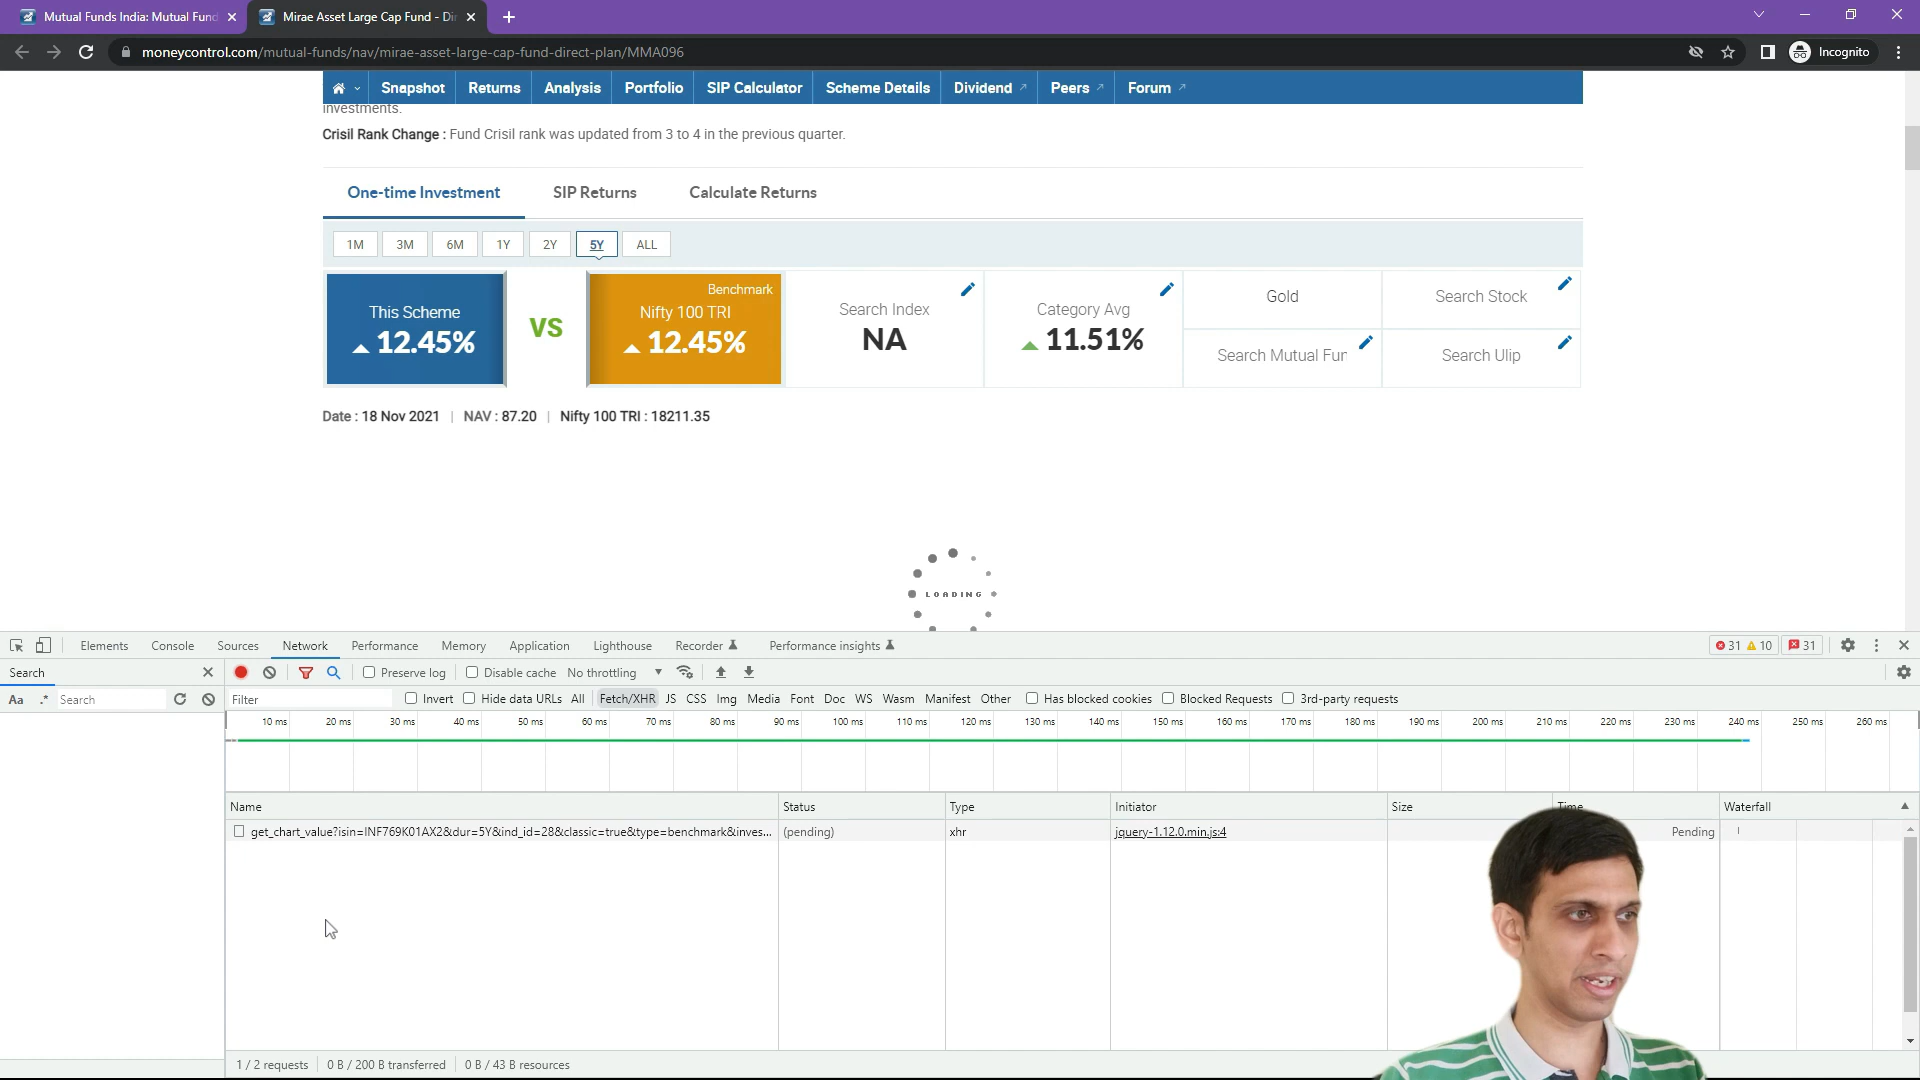 Mutual Funds India: Mutual Fund
Mirae Asset Large Cap Fund - Dir
moneycontrol.com/mutual-funds/nav/mirae-asset-large-cap-fund-direct-plan/MMA096
Incognito
Snapshot Returns Analysis Portfolio SIP Calculator Scheme Details Dividend Peers Forum
investments.
Crisil Rank Change : Fund Crisil rank was updated from 3 to 4 in the previous quarter.
One-time Investment SIP Returns Calculate Returns
1M 3M 6M 1Y 2Y 5Y ALL
This Scheme
12.45%
VS
Benchmark
Nifty 100 TRI
12.45%
Search Index
NA
Category Avg
11.51%
Gold
Search Stock
Search Mutual Fur
Search Ulip
Date : 18 Nov 2021 | NAV : 87.20 | Nifty 100 TRI : 18211.35
LOADING
Elements Console Sources Network Performance Memory Application Lighthouse Recorder Performance insights 31 10 31
Search
Preserve log Disable cache No throttling
Aa .* Search
Filter Invert Hide data URLs All Fetch/XHR JS CSS Img Media Font Doc WS Wasm Manifest Other Has blocked cookies Blocked Requests 3rd-party requests
10 ms 20 ms 30 ms 40 ms 50 ms 60 ms 70 ms 80 ms 90 ms 100 ms 110 ms 120 ms 130 ms 140 ms 150 ms 160 ms 170 ms 180 ms 190 ms 200 ms 210 ms 220 ms 230 ms 240 ms 250 ms 260 ms
Name Status Type Initiator Size Time Waterfall
get_chart_value?isin=INF769K01AX2&dur=5Y&ind_id=28&classic=true&type=benchmark&inves... (pending) xhr jquery-1.12.0.min.js:4 Pending
1 / 2 requests 0 B / 200 B transferred 0 B / 43 B resources